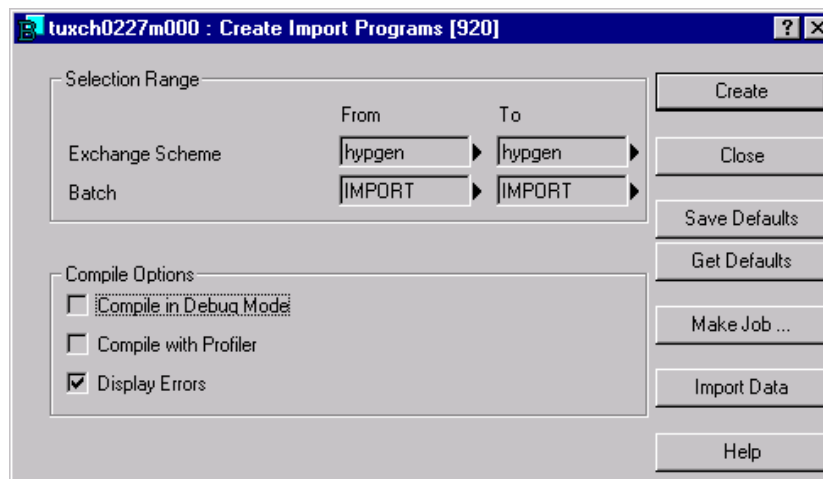 tuxch0227m000 : Create Import Programs [920]
Selection Range
From To
Exchange Scheme hypgen hypgen
Batch IMPORT IMPORT
Compile Options
Compile in Debug Mode
Compile with Profiler
Display Errors
Create
Close
Save Defaults
Get Defaults
Make Job ...
Import Data
Help